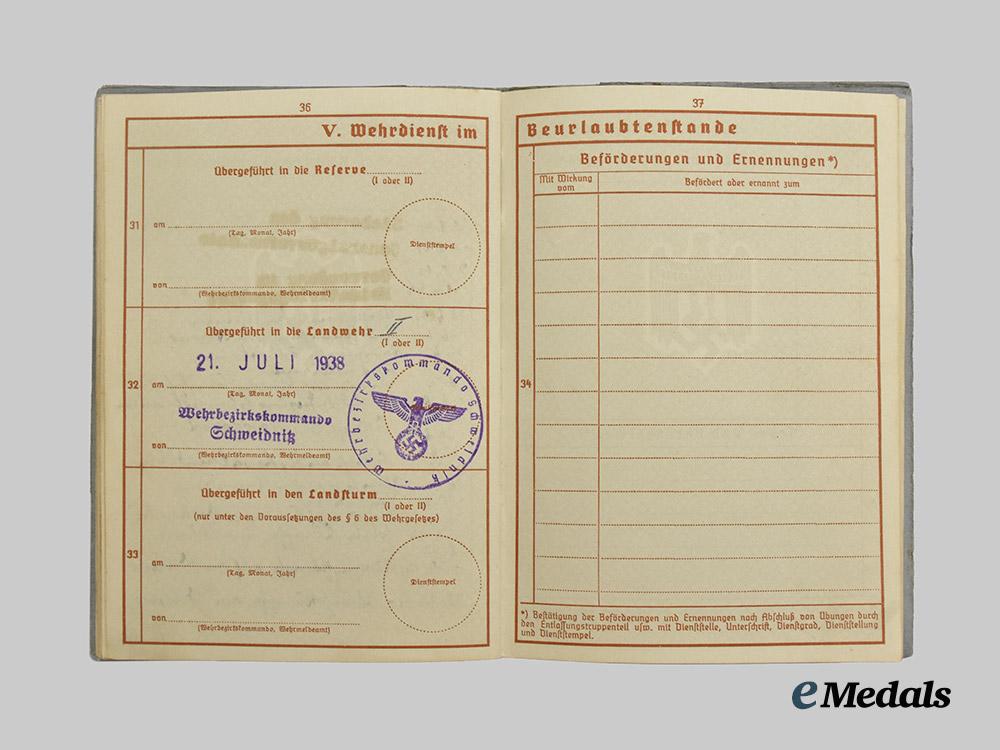 36
V. Wehrdienst im
31
Übergeführt in die Reserve
(I oder II)
am
(Tag, Monat, Jahr)
Dienststempel
von
(Wehrbezirkskommando, Wehrmeldeamt)
32
Übergeführt in die Landwehr II
(I oder II)
21. JULI 1938
am
(Tag, Monat, Jahr)
Wehrbezirkskommando
Schweidnitz
von
(Wehrbezirkskommando, Wehrmeldeamt)
Wehrbezirkskommando Schweidnitz
33
Übergeführt in den Landsturm
(I oder II)
(nur unter den Voraussetzungen des § 6 des Wehrgesetzes)
am
(Tag, Monat, Jahr)
Dienststempel
von
(Wehrbezirkskommando, Wehrmeldeamt)
37
Beurlaubtenstande
Beförderungen und Ernennungen*)
Mit Wirkung
vom
Befördert oder ernannt zum
34
*) Bestätigung der Beförderungen und Ernennungen nach Abschluß von Übungen durch
den Entlassungstruppenteil usw. mit Dienststelle, Unterschrift, Dienstgrad, Dienststellung
und Dienststempel.
eMedals